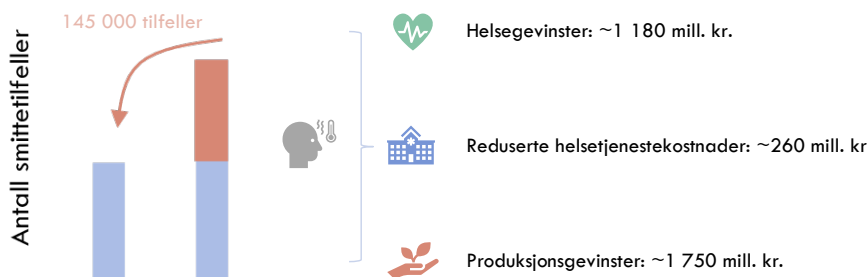 Antall smittetilfeller
145 000 tilfeller
Helsegevinster: ~1 180 mill. kr.
Reduserte helsetjenestekostnader: ~260 mill. kr
Produksjonsgevinster: ~1 750 mill. kr.